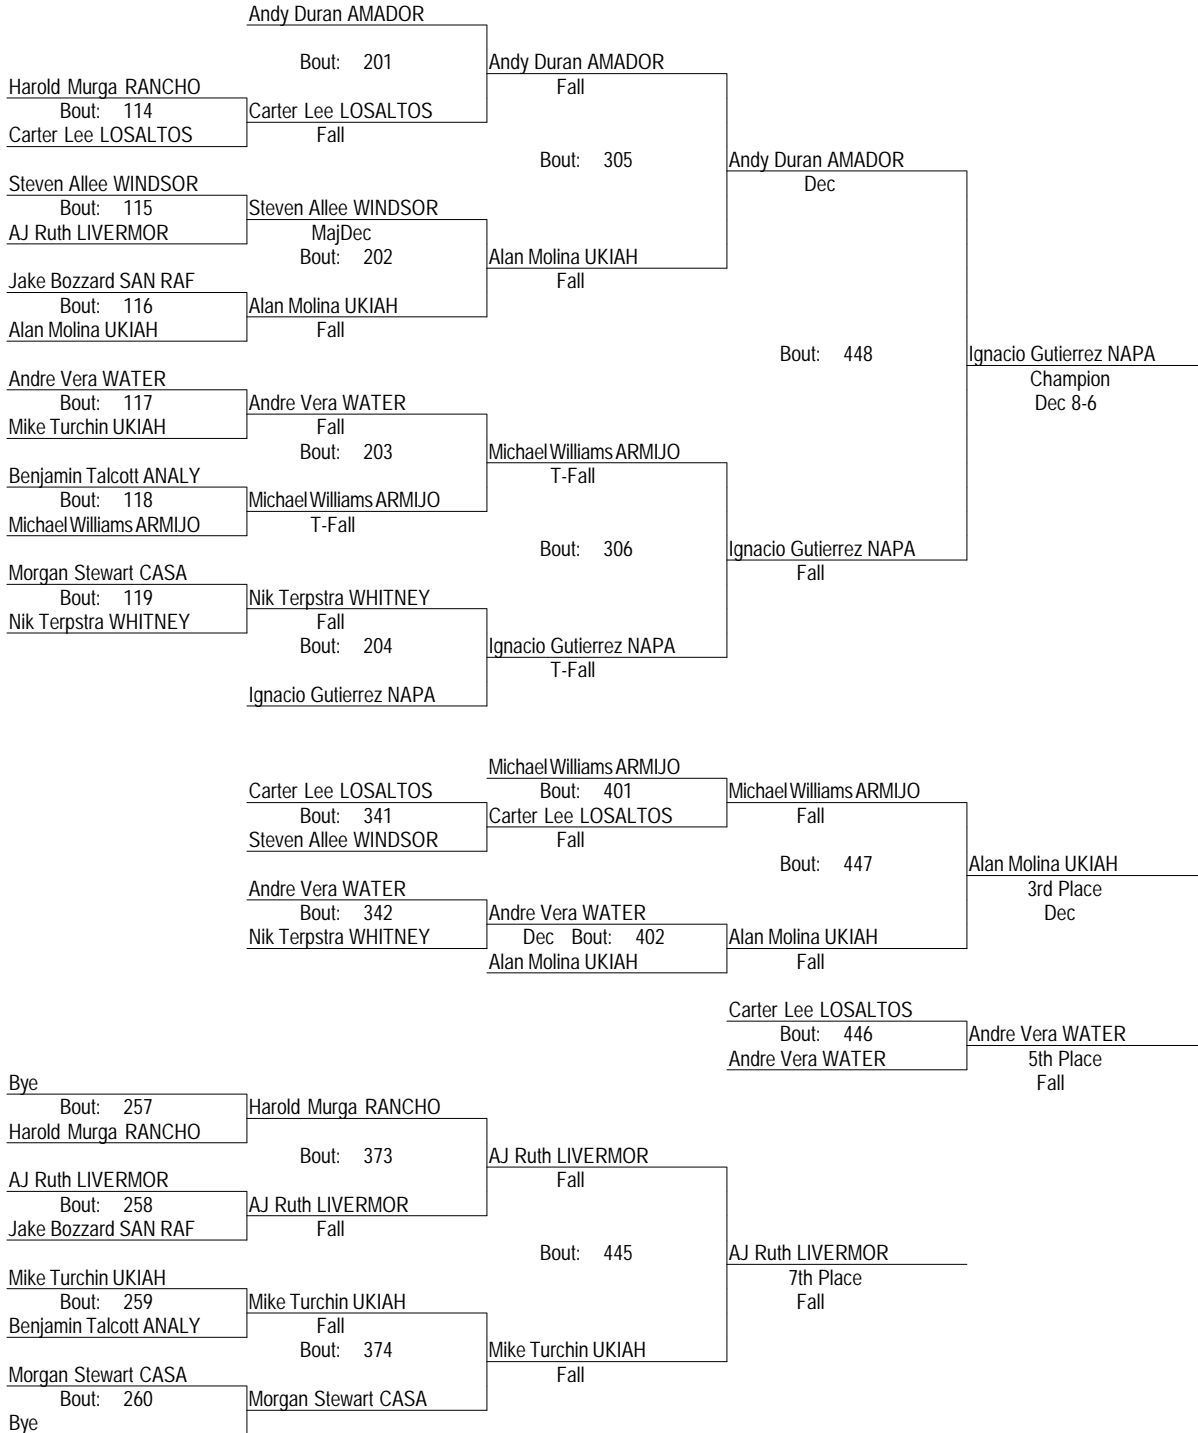 Andy Duran AMADOR
Bout: 201 Andy Duran AMADOR
Harold Murga RANCHO Fall
Bout: 114 Carter Lee LOSALTOS
Carter Lee LOSALTOS Fall
Bout: 305 Andy Duran AMADOR
Steven Allee WINDSOR Dec
Bout: 115 Steven Allee WINDSOR
AJ Ruth LIVERMOR MajDec
Bout: 202 Alan Molina UKIAH
Jake Bozzard SAN RAF Fall
Bout: 116 Alan Molina UKIAH
Alan Molina UKIAH Fall
Bout: 448 Ignacio Gutierrez NAPA
Andre Vera WATER Champion
Bout: 117 Andre Vera WATER Dec 8-6
Mike Turchin UKIAH Fall
Bout: 203 Michael Williams ARMIJO
Benjamin Talcott ANALY T-Fall
Bout: 118 Michael Williams ARMIJO
Michael Williams ARMIJO T-Fall
Bout: 306 Ignacio Gutierrez NAPA
Morgan Stewart CASA Fall
Bout: 119 Nik Terpstra WHITNEY
Nik Terpstra WHITNEY Fall
Bout: 204 Ignacio Gutierrez NAPA
T-Fall
Ignacio Gutierrez NAPA
Michael Williams ARMIJO
Carter Lee LOSALTOS Bout: 401 Michael Williams ARMIJO
Bout: 341 Carter Lee LOSALTOS Fall
Steven Allee WINDSOR Fall
Bout: 447 Alan Molina UKIAH
Andre Vera WATER 3rd Place
Bout: 342 Andre Vera WATER Dec
Nik Terpstra WHITNEY Dec Bout: 402 Alan Molina UKIAH
Alan Molina UKIAH Fall
Carter Lee LOSALTOS
Bout: 446 Andre Vera WATER
Andre Vera WATER 5th Place
Bye Fall
Bout: 257 Harold Murga RANCHO
Harold Murga RANCHO
Bout: 373 AJ Ruth LIVERMOR
AJ Ruth LIVERMOR Fall
Bout: 258 AJ Ruth LIVERMOR
Jake Bozzard SAN RAF Fall
Bout: 445 AJ Ruth LIVERMOR
Mike Turchin UKIAH 7th Place
Bout: 259 Mike Turchin UKIAH Fall
Benjamin Talcott ANALY Fall
Bout: 374 Mike Turchin UKIAH
Morgan Stewart CASA Fall
Bout: 260 Morgan Stewart CASA
Bye